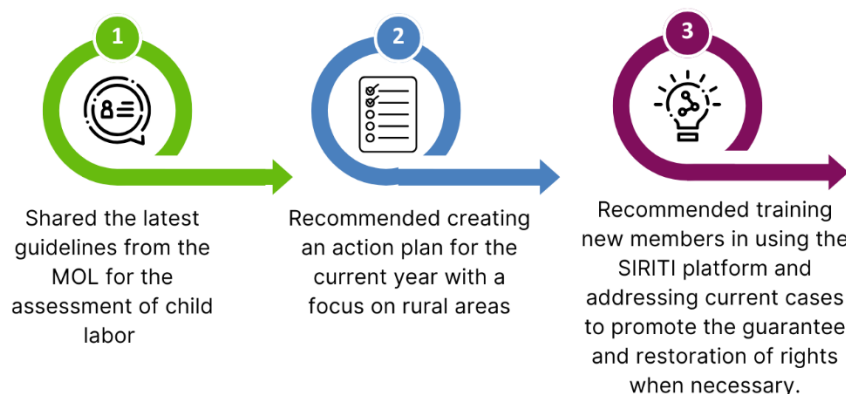 1
Shared the latest
guidelines from the
MOL for the
assessment of child
labor
2
Recommended creating
an action plan for the
current year with a
focus on rural areas
3
Recommended training
new members in using the
SIRITI platform and
addressing current cases
to promote the guarantee
and restoration of rights
when necessary.